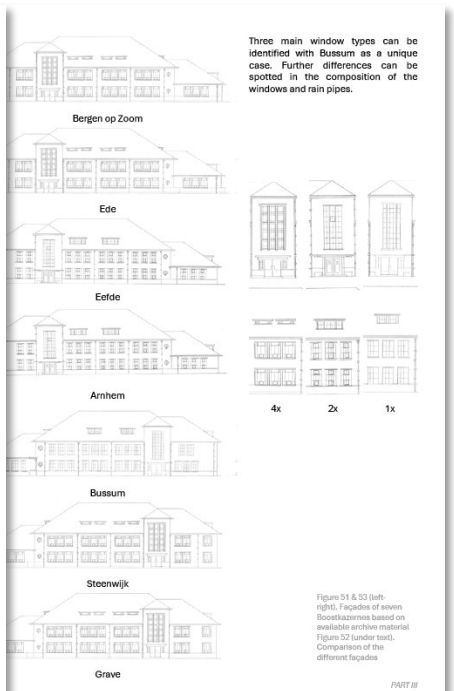 Three main window types can be
identified with Bussum as a unique
case. Further differences can be
spotted in the composition of the
windows and rain pipes.
Bergen op Zoom
Ede
Eefde
Arnhem
4x 2x 1x
Bussum
Steenwijk
Grave
Figure 51 & 53 (left-
right). Façades of seven
Boostkazernes based on
available archive material
Figure 52 (under text).
Comparison of the
different façades
PART III